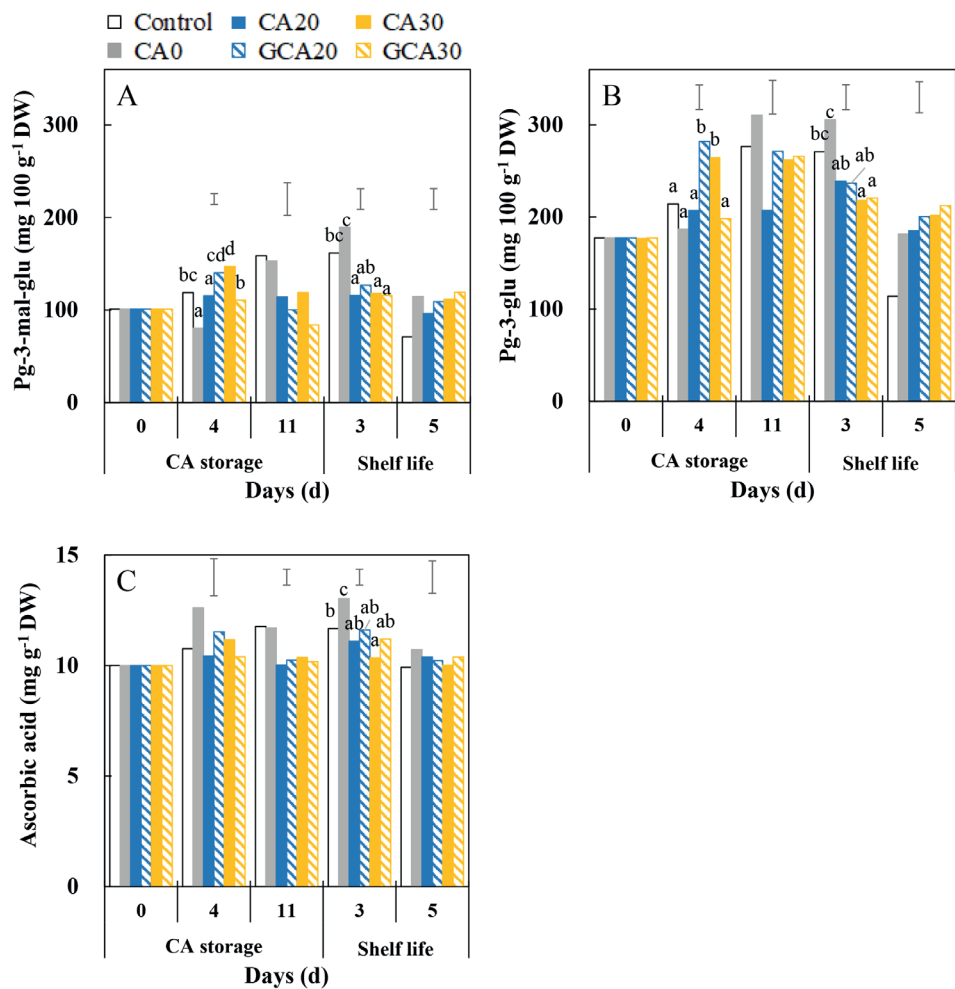 Control CA20 CA30
CA0 GCA20 GCA30
A
Pg-3-mal-glu (mg 100 g-1 DW)
300
200
100
0
bc a a cd d b
bc c a ab a a
0 4 11 3 5
CA storage Shelf life
Days (d)
B
Pg-3-glu (mg 100 g-1 DW)
300
200
100
0
a a a b b a
bc c ab ab a a
0 4 11 3 5
CA storage Shelf life
Days (d)
C
Ascorbic acid (mg g-1 DW)
15
10
5
0
b c ab ab a ab
0 4 11 3 5
CA storage Shelf life
Days (d)